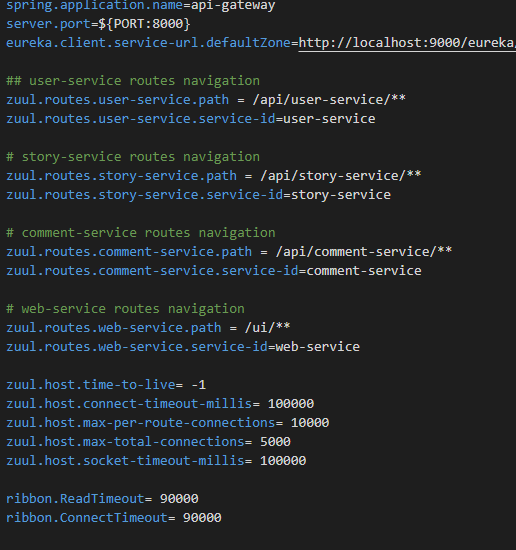 spring.application.name=api-gateway
server.port=${PORT:8000}
eureka.client.service-url.defaultZone=http://localhost:9000/eureka
## user-service routes navigation
zuul.routes.user-service.path = /api/user-service/**
zuul.routes.user-service.service-id=user-service
# story-service routes navigation
zuul.routes.story-service.path = /api/story-service/**
zuul.routes.story-service.service-id=story-service
# comment-service routes navigation
zuul.routes.comment-service.path = /api/comment-service/**
zuul.routes.comment-service.service-id=comment-service
# web-service routes navigation
zuul.routes.web-service.path = /ui/**
zuul.routes.web-service.service-id=web-service
zuul.host.time-to-live= -1
zuul.host.connect-timeout-millis= 100000
zuul.host.max-per-route-connections= 10000
zuul.host.max-total-connections= 5000
zuul.host.socket-timeout-millis= 100000
ribbon.ReadTimeout= 90000
ribbon.ConnectTimeout= 90000